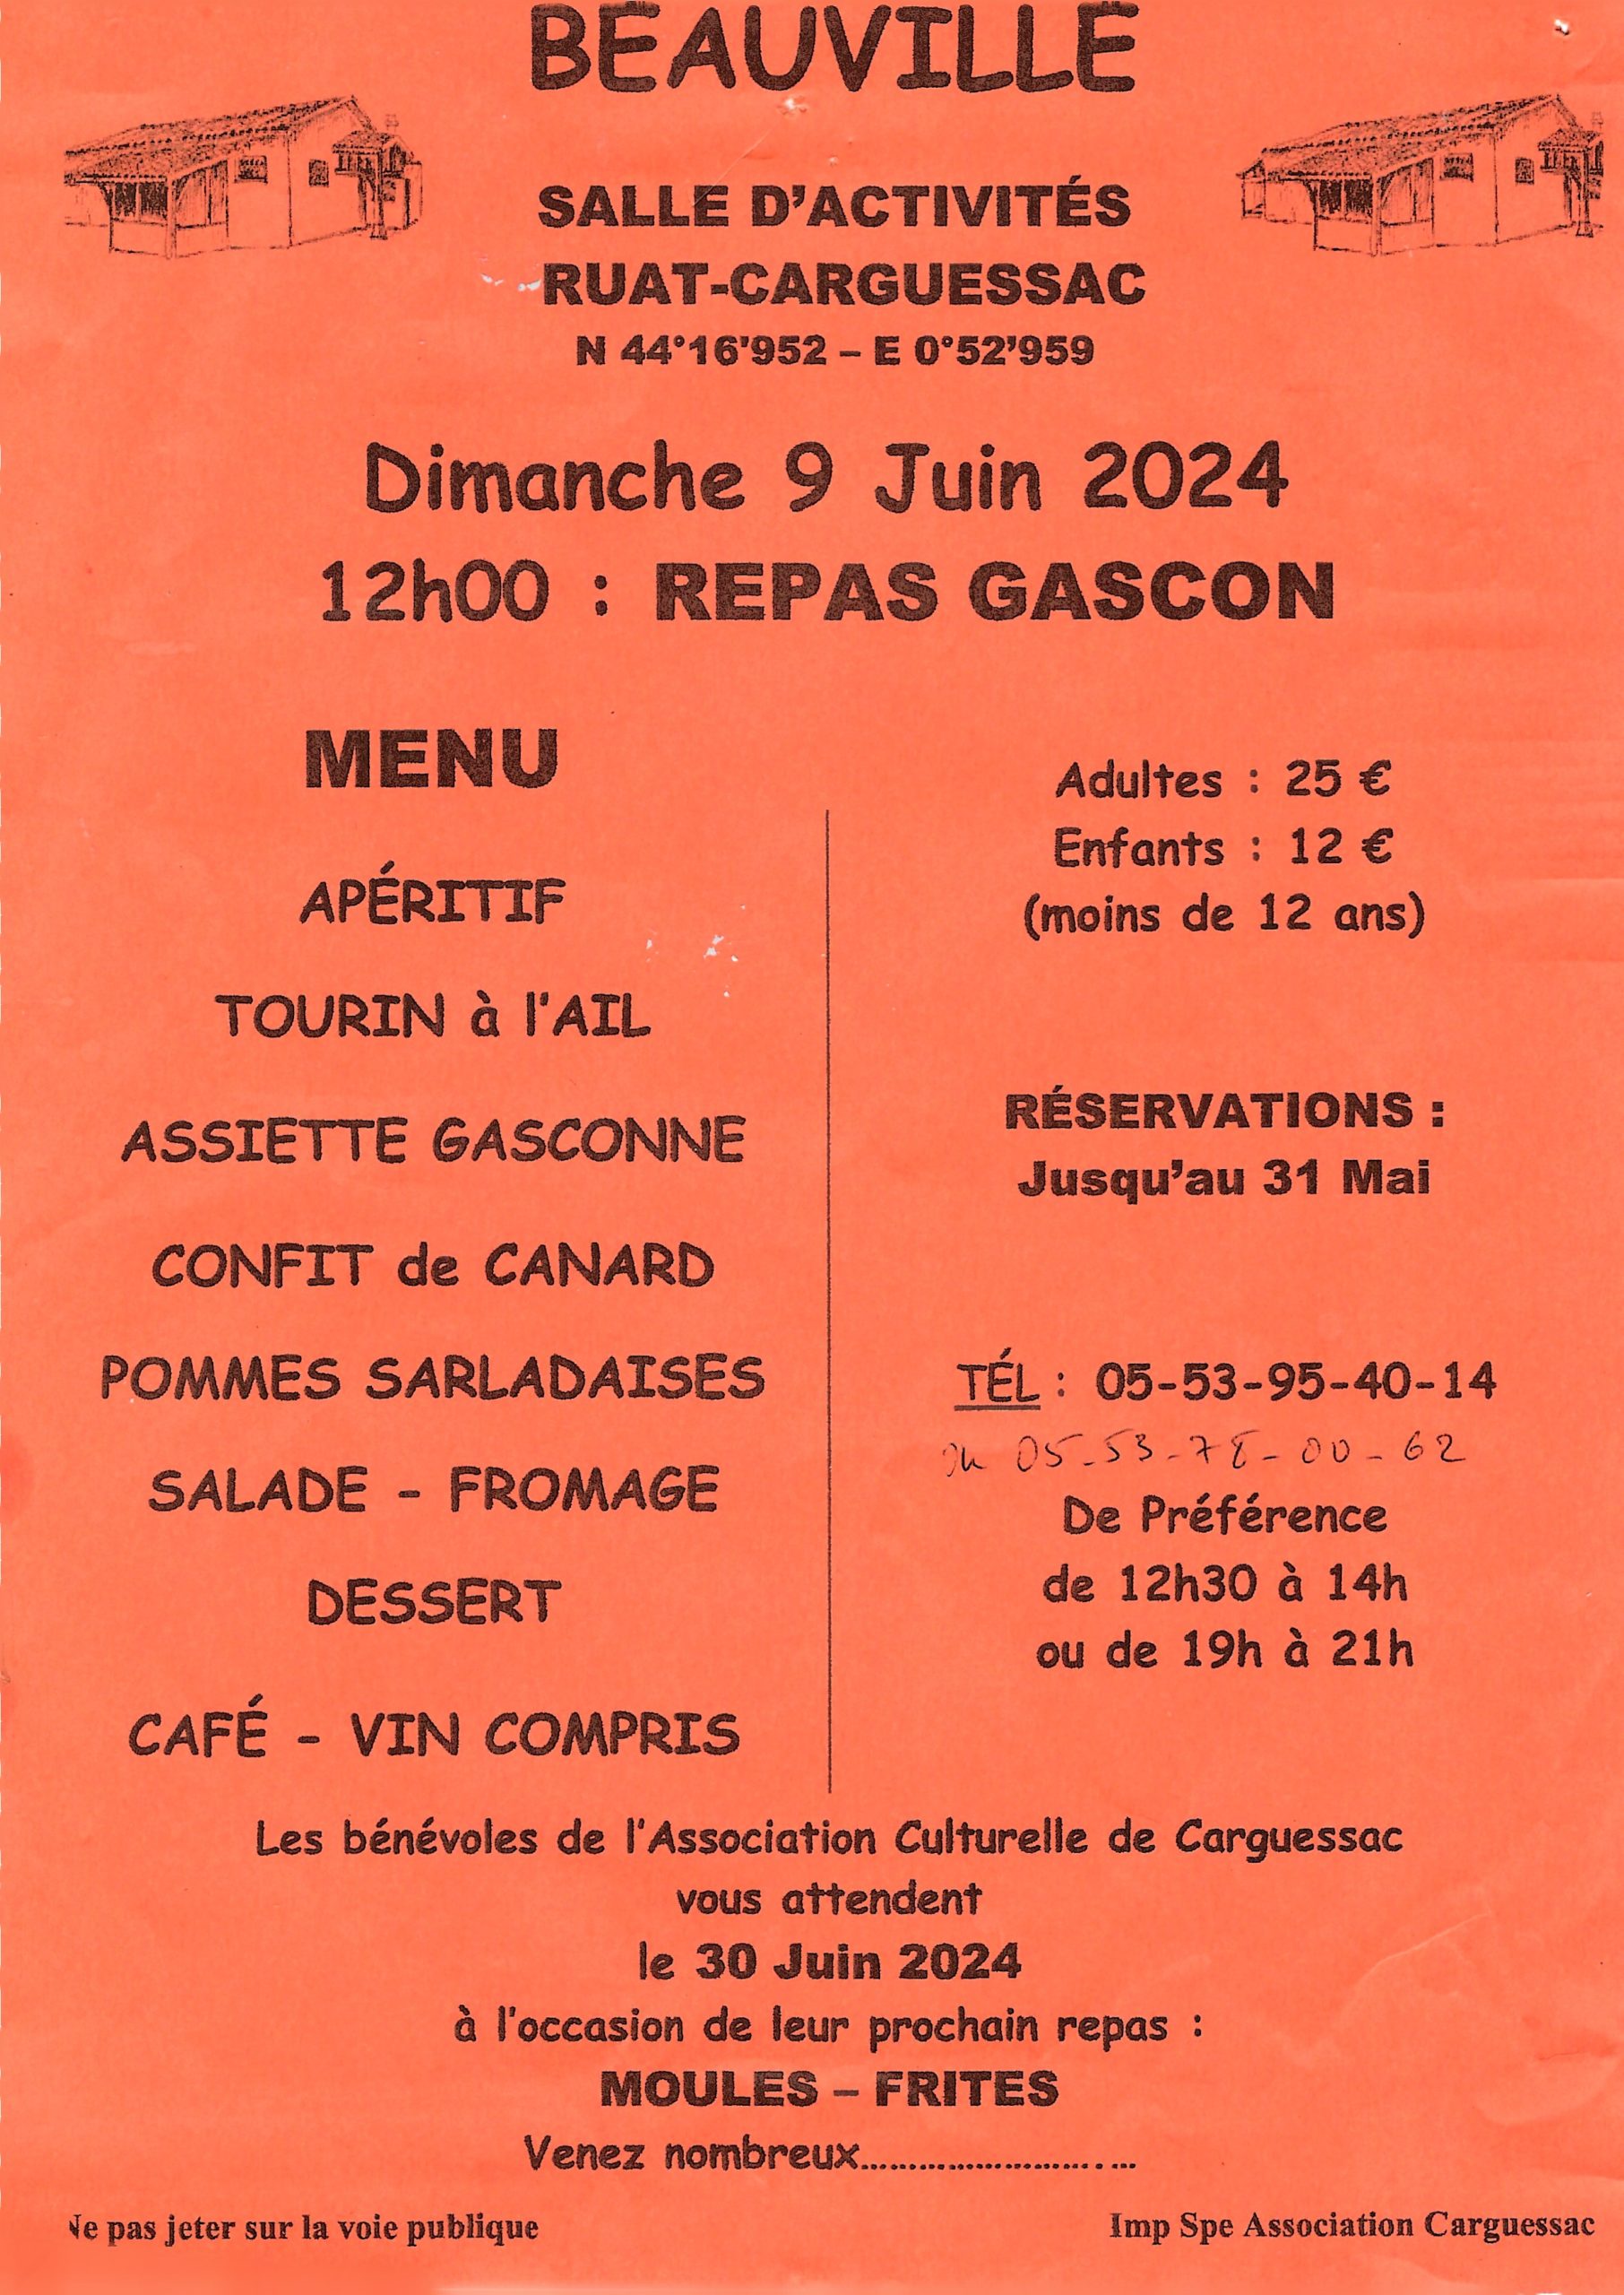 BEAUVILLE
SALLE D'ACTIVITÉS
RUAT-CARGUESSAC
N 44°16'952 – E 0°52'959
Dimanche 9 Juin 2024
12h00 : REPAS GASCON
MENU
APÉRITIF
TOURIN à l'AIL
ASSIETTE GASCONNE
CONFIT de CANARD
POMMES SARLADAISES
SALADE - FROMAGE
DESSERT
CAFÉ - VIN COMPRIS
Adultes : 25 €
Enfants : 12 €
(moins de 12 ans)
RÉSERVATIONS :
Jusqu'au 31 Mai
TÉL : 05-53-95-40-14
ou 05-53-78-00-62
De Préférence
de 12h30 à 14h
ou de 19h à 21h
Les bénévoles de l'Association Culturelle de Carguessac
vous attendent
le 30 Juin 2024
à l'occasion de leur prochain repas :
MOULES – FRITES
Venez nombreux...........................
Ne pas jeter sur la voie publique
Imp Spe Association Carguessac